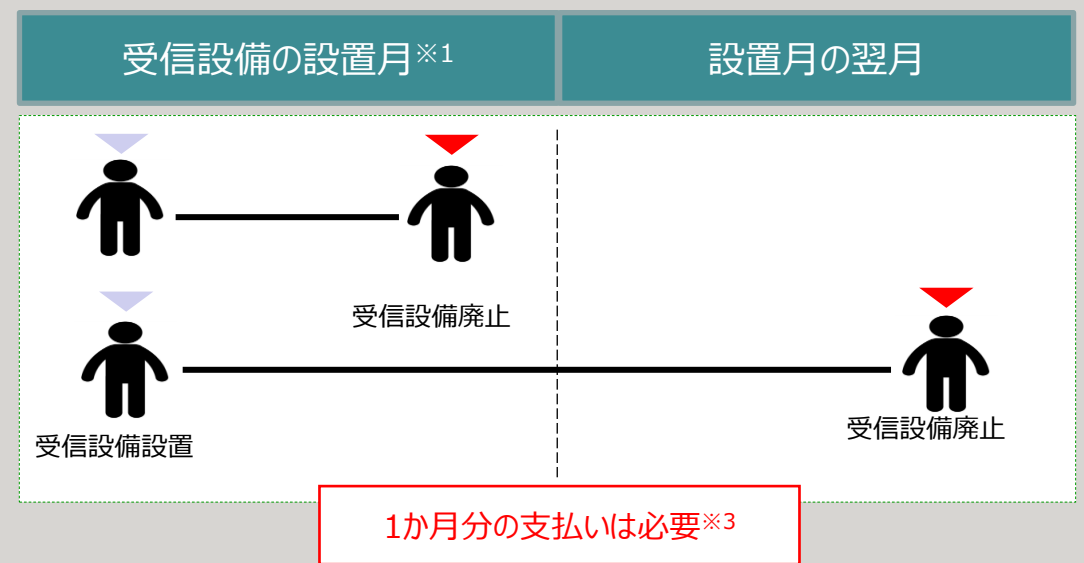 受信設備の設置月※1
設置月の翌月
受信設備廃止
受信設備設置
受信設備廃止
1か月分の支払いは必要※3